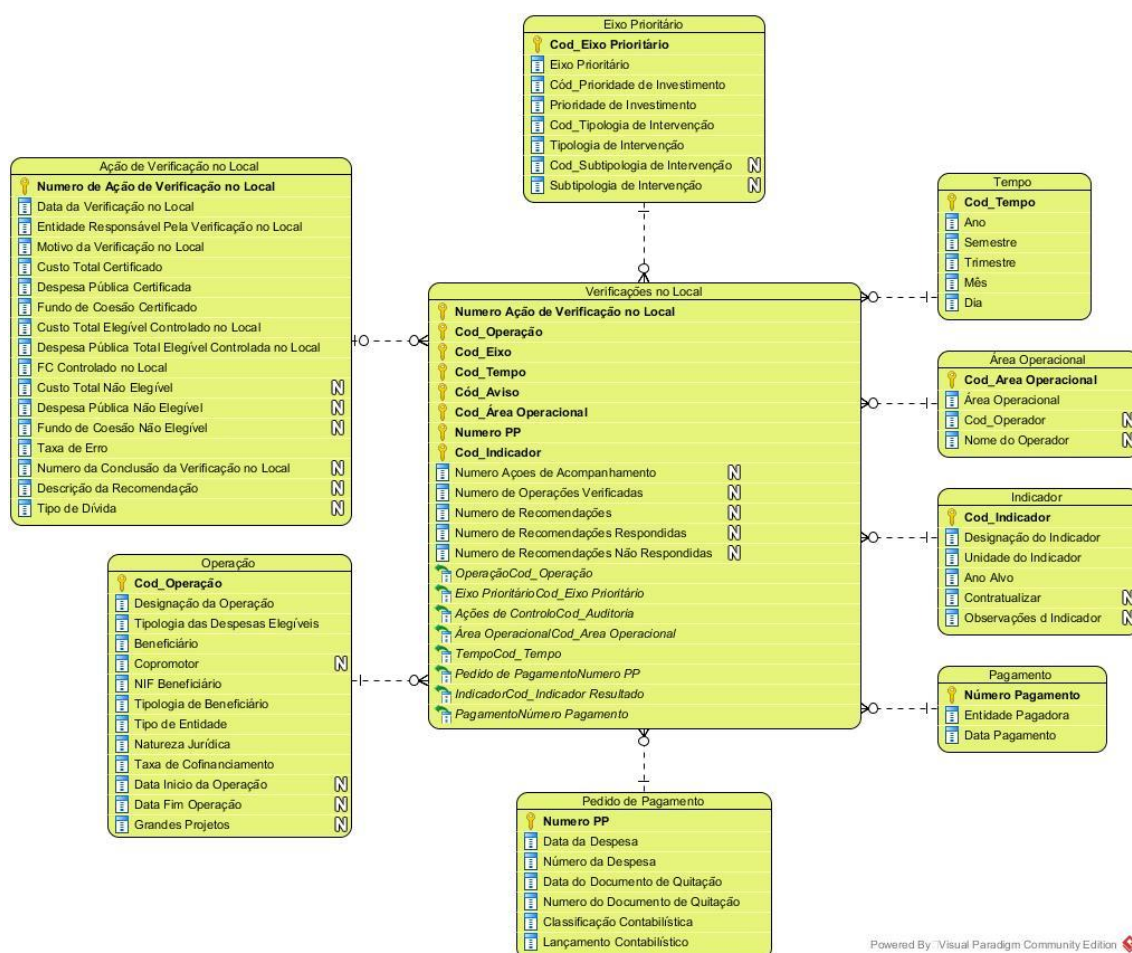 Eixo Prioritário
Cod_Eixo Prioritário
Eixo Prioritário
Cód_Prioridade de Investimento
Prioridade de Investimento
Cod_Tipologia de Intervenção
Tipologia de Intervenção
Cod_Subtipologia de Intervenção N
Subtipologia de Intervenção N
Ação de Verificação no Local
Numero de Ação de Verificação no Local
Data da Verificação no Local
Entidade Responsável Pela Verificação no Local
Motivo da Verificação no Local
Custo Total Certificado
Despesa Pública Certificada
Fundo de Coesão Certificado
Custo Total Elegível Controlado no Local
Despesa Pública Total Elegível Controlada no Local
FC Controlado no Local
Custo Total Não Elegível N
Despesa Pública Não Elegível N
Fundo de Coesão Não Elegível N
Taxa de Erro
Numero da Conclusão da Verificação no Local N
Descrição da Recomendação N
Tipo de Dívida N
Tempo
Cod_Tempo
Ano
Semestre
Trimestre
Mês
Dia
Verificações no Local
Numero Ação de Verificação no Local
Cod_Operação
Cod_Eixo
Cod_Tempo
Cód_Aviso
Cod_Área Operacional
Numero PP
Cod_Indicador
Numero Açoes de Acompanhamento N
Numero de Operações Verificadas N
Numero de Recomendações N
Numero de Recomendações Respondidas N
Numero de Recomendações Não Respondidas N
OperaçãoCod_Operação
Eixo PrioritárioCod_Eixo Prioritário
Ações de ControloCod_Auditoria
Área OperacionalCod_Area Operacional
TempoCod_Tempo
Pedido de PagamentoNumero PP
IndicadorCod_Indicador Resultado
PagamentoNúmero Pagamento
Área Operacional
Cod_Area Operacional
Área Operacional
Cod_Operador N
Nome do Operador N
Indicador
Cod_Indicador
Designação do Indicador
Unidade do Indicador
Ano Alvo
Contratualizar N
Observações d Indicador N
Operação
Cod_Operação
Designação da Operação
Tipologia das Despesas Elegíveis
Beneficiário
Copromotor N
NIF Beneficiário
Tipologia de Beneficiário
Tipo de Entidade
Natureza Jurídica
Taxa de Cofinanciamento
Data Inicio da Operação N
Data Fim Operação N
Grandes Projetos N
Pagamento
Número Pagamento
Entidade Pagadora
Data Pagamento
Pedido de Pagamento
Numero PP
Data da Despesa
Número da Despesa
Data do Documento de Quitação
Numero do Documento de Quitação
Classificação Contabilística
Lançamento Contabilístico
Powered By Visual Paradigm Community Edition